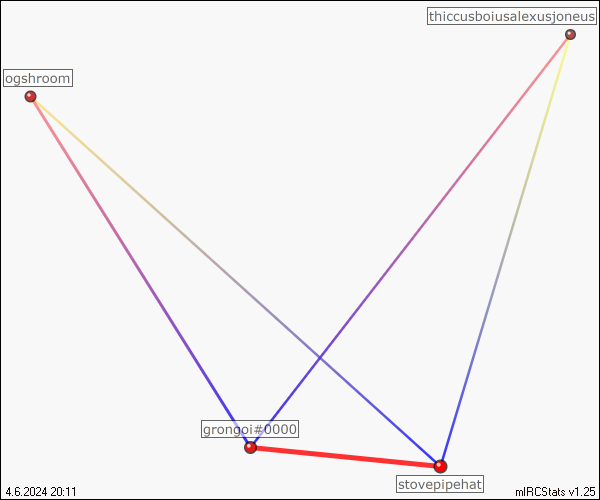 thiccusboiusalexusjoneus
ogshroom
grongoi#0000
stovepipehat
4.6.2024 20:11
mIRCStats v1.25